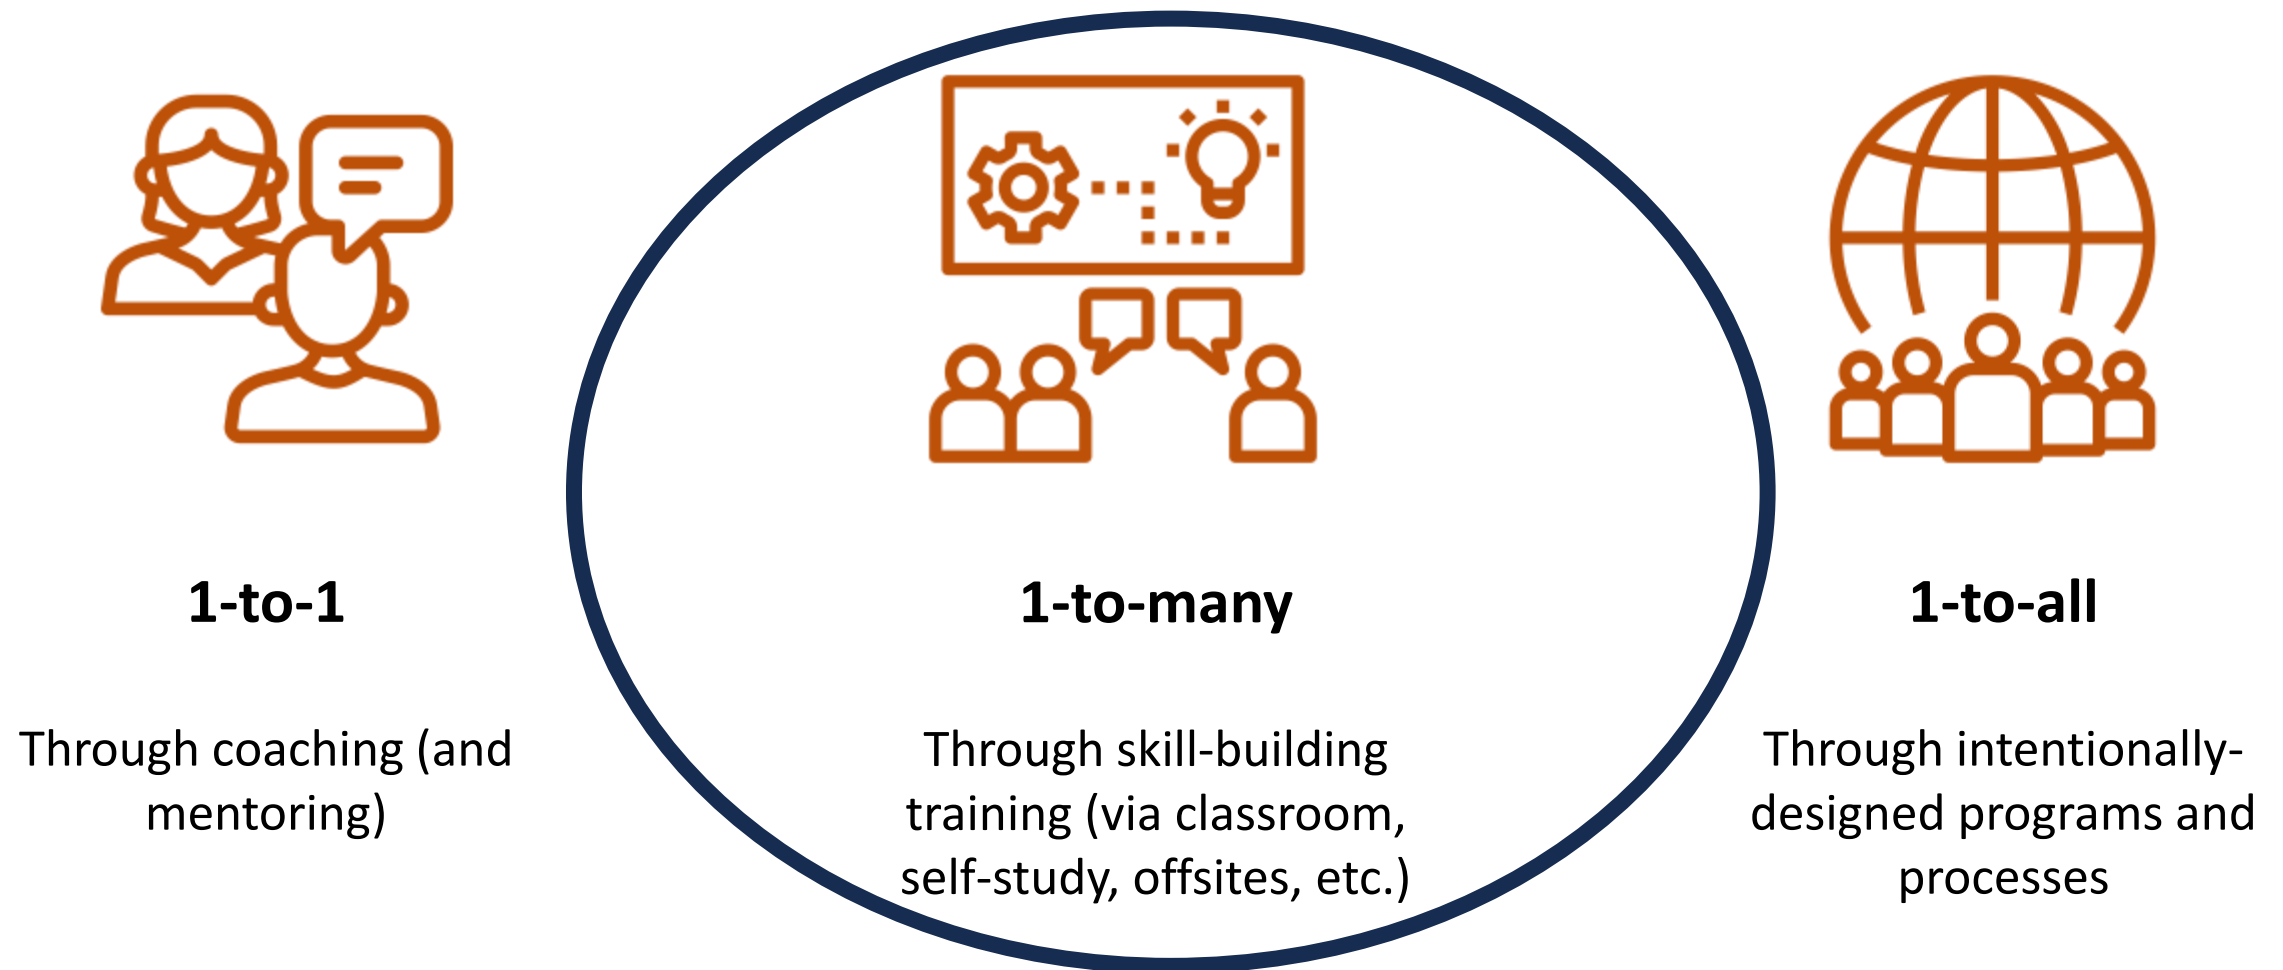 1-to-1
Through coaching (and
mentoring)
1-to-many
Through skill-building
training (via classroom,
self-study, offsites, etc.)
1-to-all
Through intentionally-
designed programs and
processes